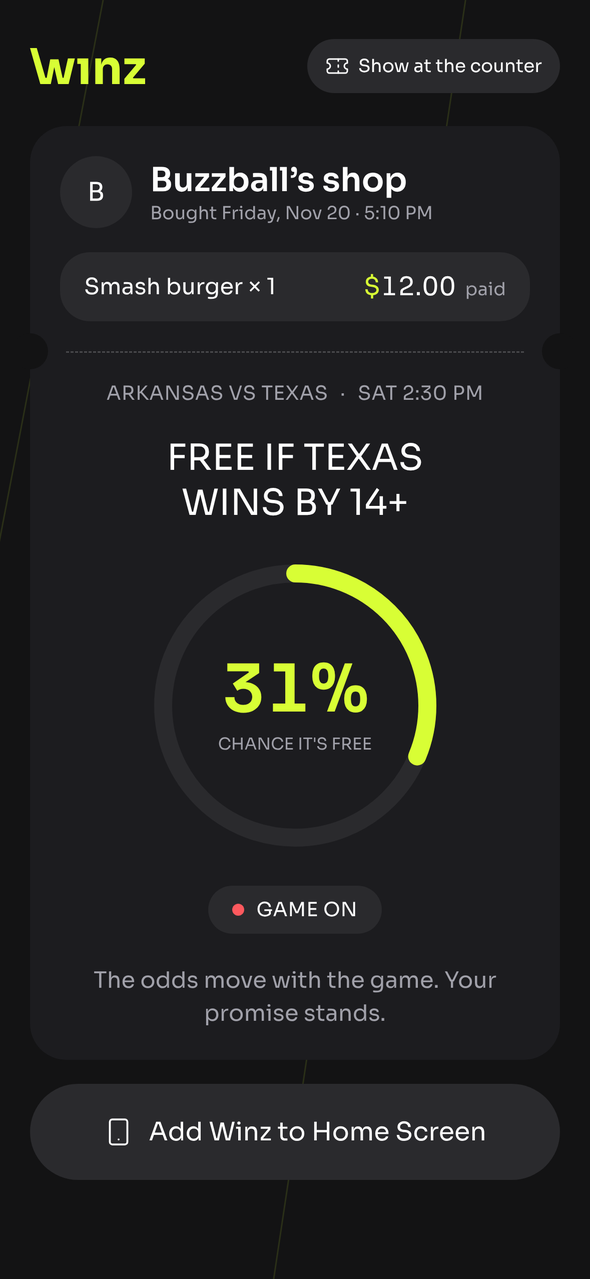 Winz
Show at the counter
B
Buzzball’s shop
Bought Friday, Nov 20 · 5:10 PM
Smash burger × 1 $12.00 paid
ARKANSAS VS TEXAS · SAT 2:30 PM
FREE IF TEXAS
WINS BY 14+
31%
CHANCE IT'S FREE
GAME ON
The odds move with the game. Your
promise stands.
Add Winz to Home Screen